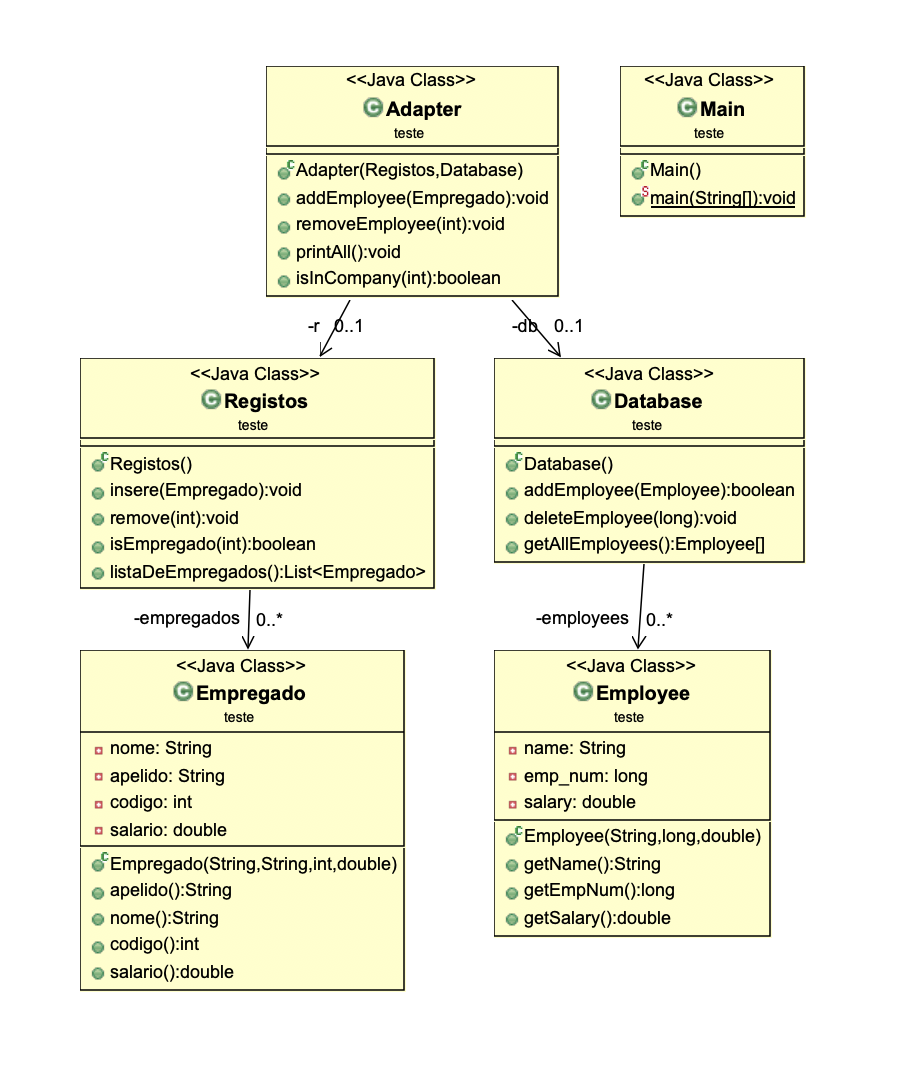 <<Java Class>>
Adapter
teste
Adapter(Registos,Database)
addEmployee(Empregado):void
removeEmployee(int):void
printAll():void
isInCompany(int):boolean
<<Java Class>>
Main
teste
Main()
main(String[]):void
-r 0..1
-db 0..1
<<Java Class>>
Registos
teste
Registos()
insere(Empregado):void
remove(int):void
isEmpregado(int):boolean
listaDeEmpregados():List<Empregado>
<<Java Class>>
Database
teste
Database()
addEmployee(Employee):boolean
deleteEmployee(long):void
getAllEmployees():Employee[]
-empregados 0..*
-employees 0..*
<<Java Class>>
Empregado
teste
nome: String
apelido: String
codigo: int
salario: double
Empregado(String,String,int,double)
apelido():String
nome():String
codigo():int
salario():double
<<Java Class>>
Employee
teste
name: String
emp_num: long
salary: double
Employee(String,long,double)
getName():String
getEmpNum():long
getSalary():double